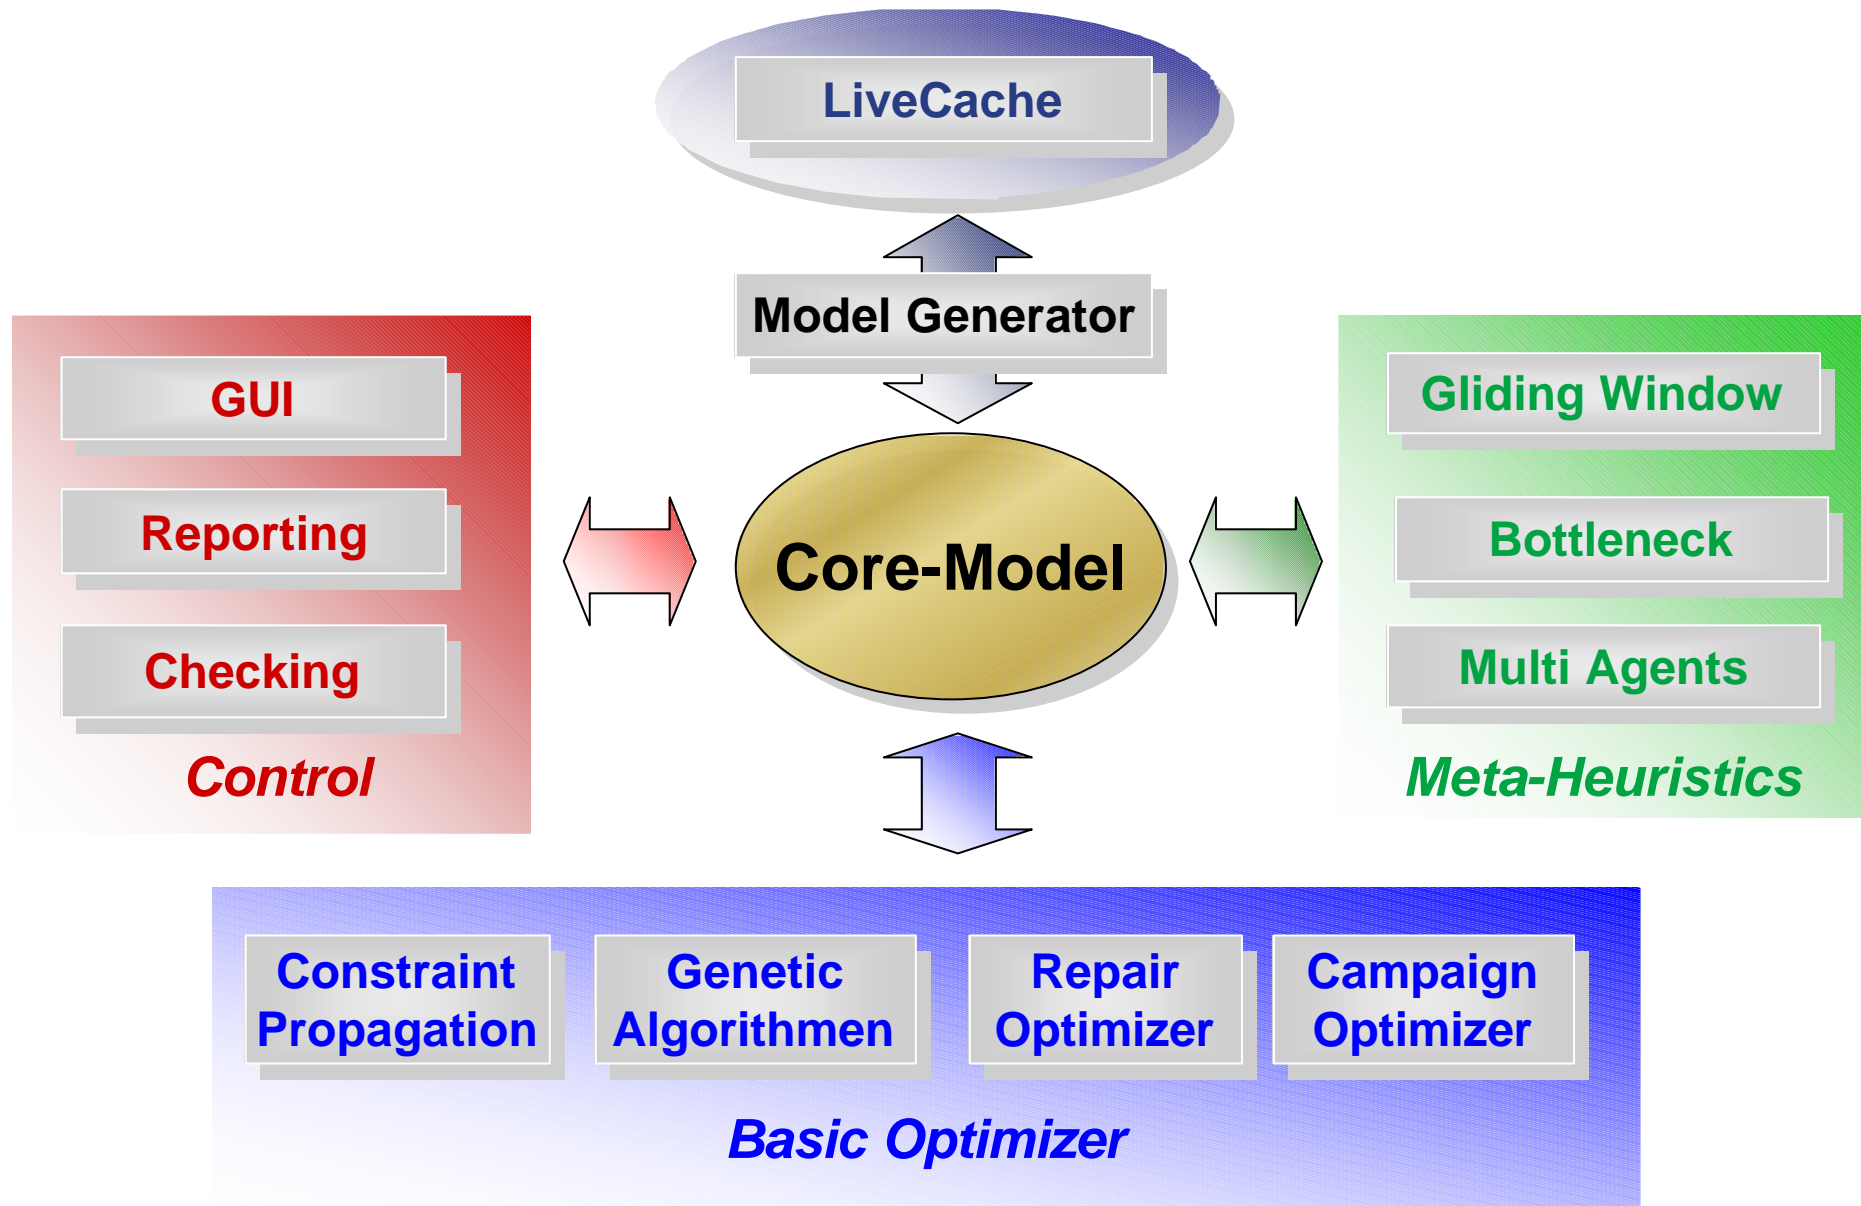 LiveCache
Model Generator
GUI
Reporting
Checking
Control
Core-Model
Gliding Window
Bottleneck
Multi Agents
Meta-Heuristics
Constraint
Propagation
Genetic
Algorithmen
Repair
Optimizer
Campaign
Optimizer
Basic Optimizer